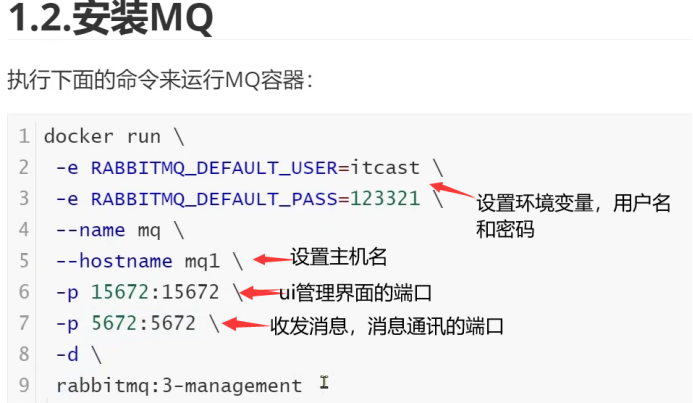 1.2.安装MQ
执行下面的命令来运行MQ容器：
1 docker run \
2 -e RABBITMQ_DEFAULT_USER=itcast \
3 -e RABBITMQ_DEFAULT_PASS=123321 \
设置环境变量，用户名
和密码
4 --name mq \
5 --hostname mq1 \
设置主机名
6 -p 15672:15672 \
ui管理界面的端口
7 -p 5672:5672 \
收发消息，消息通讯的端口
8 -d \
9 rabbitmq:3-management